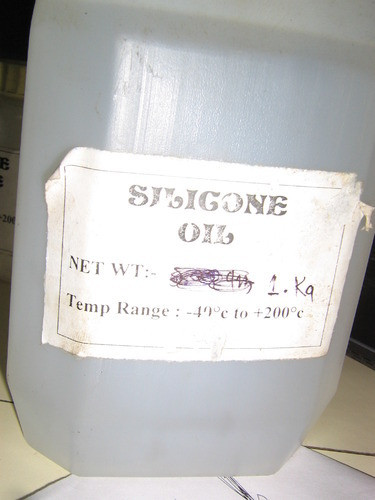 SILICONE
OIL
NET WT:- 1. Kg
Temp Range : -40°c to +200°c